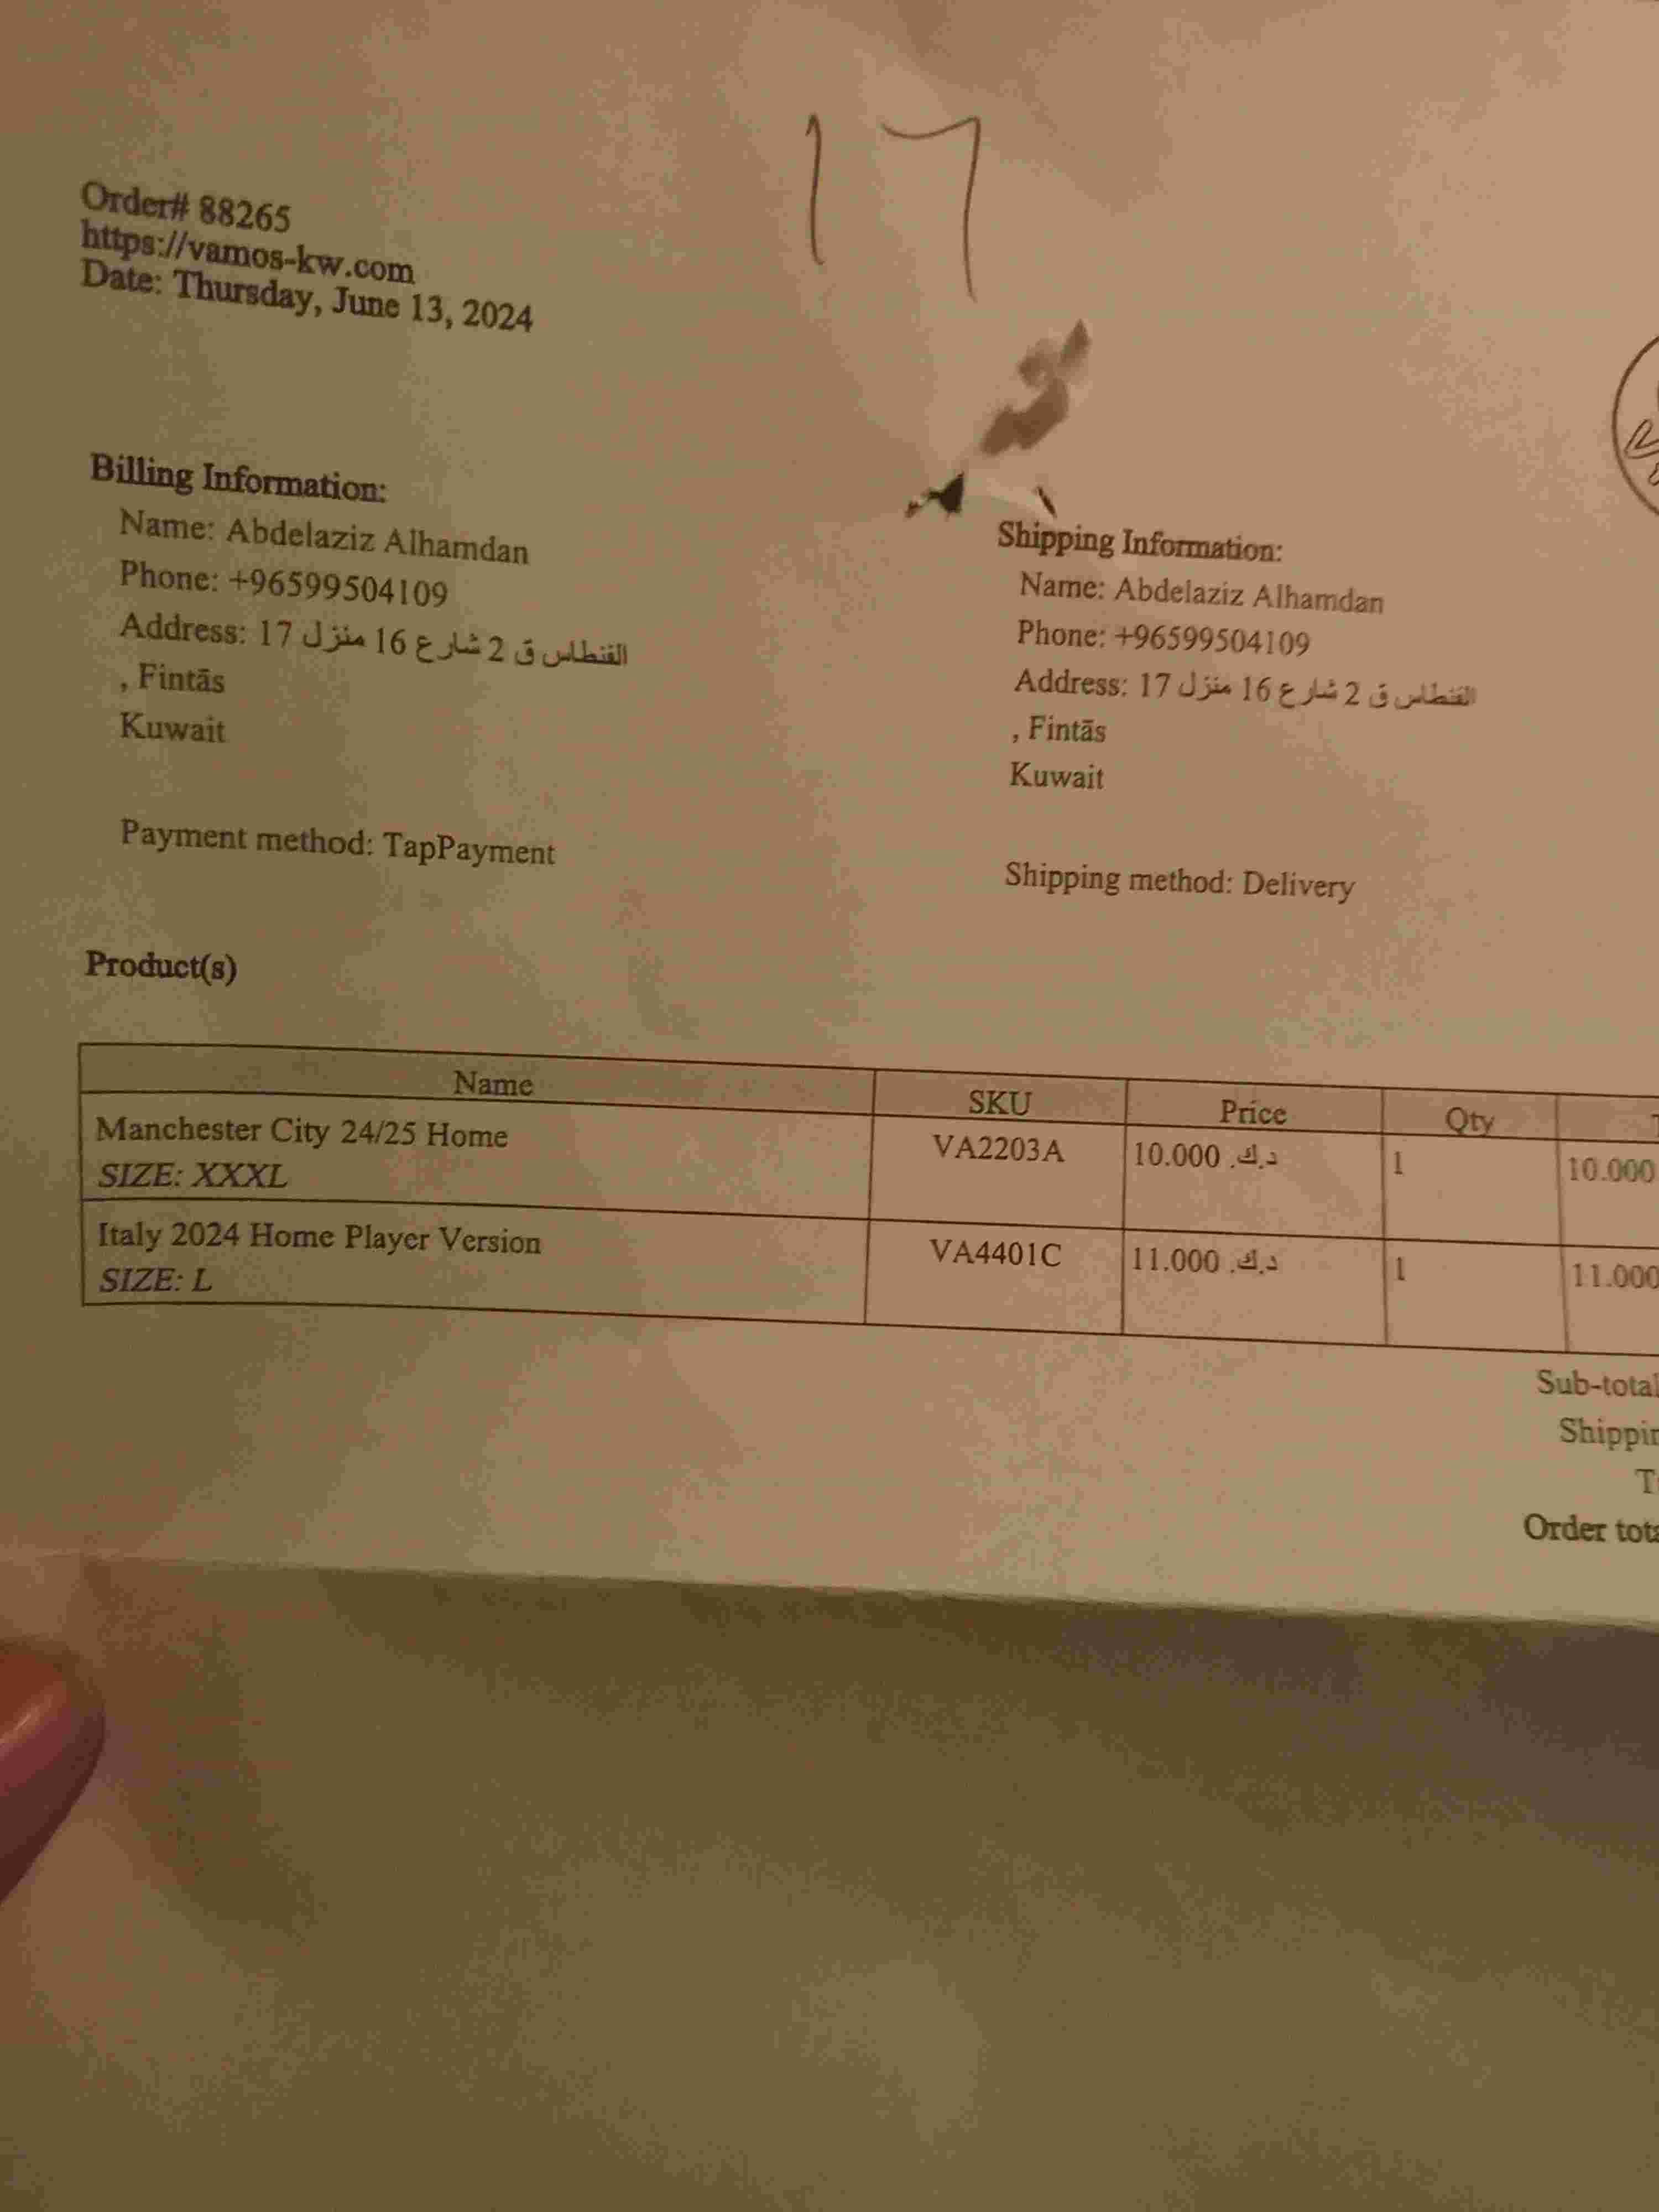 17
Order# 88265
https://vamos-kw.com
Date: Thursday, June 13, 2024
Billing Information:
Name: Abdelaziz Alhamdan
Phone: +96599504109
Address: الفنطاس ق 2 شارع 16 منزل 17
, Fintās
Kuwait
Payment method: TapPayment
Shipping Information:
Name: Abdelaziz Alhamdan
Phone: +96599504109
Address: الفنطاس ق 2 شارع 16 منزل 17
, Fintās
Kuwait
Shipping method: Delivery
Product(s)
Name SKU Price Qty
Manchester City 24/25 Home VA2203A 10.000 د.ك. 1 10.000
SIZE: XXXL
Italy 2024 Home Player Version VA4401C 11.000 د.ك. 1 11.000
SIZE: L
Sub-total
Order